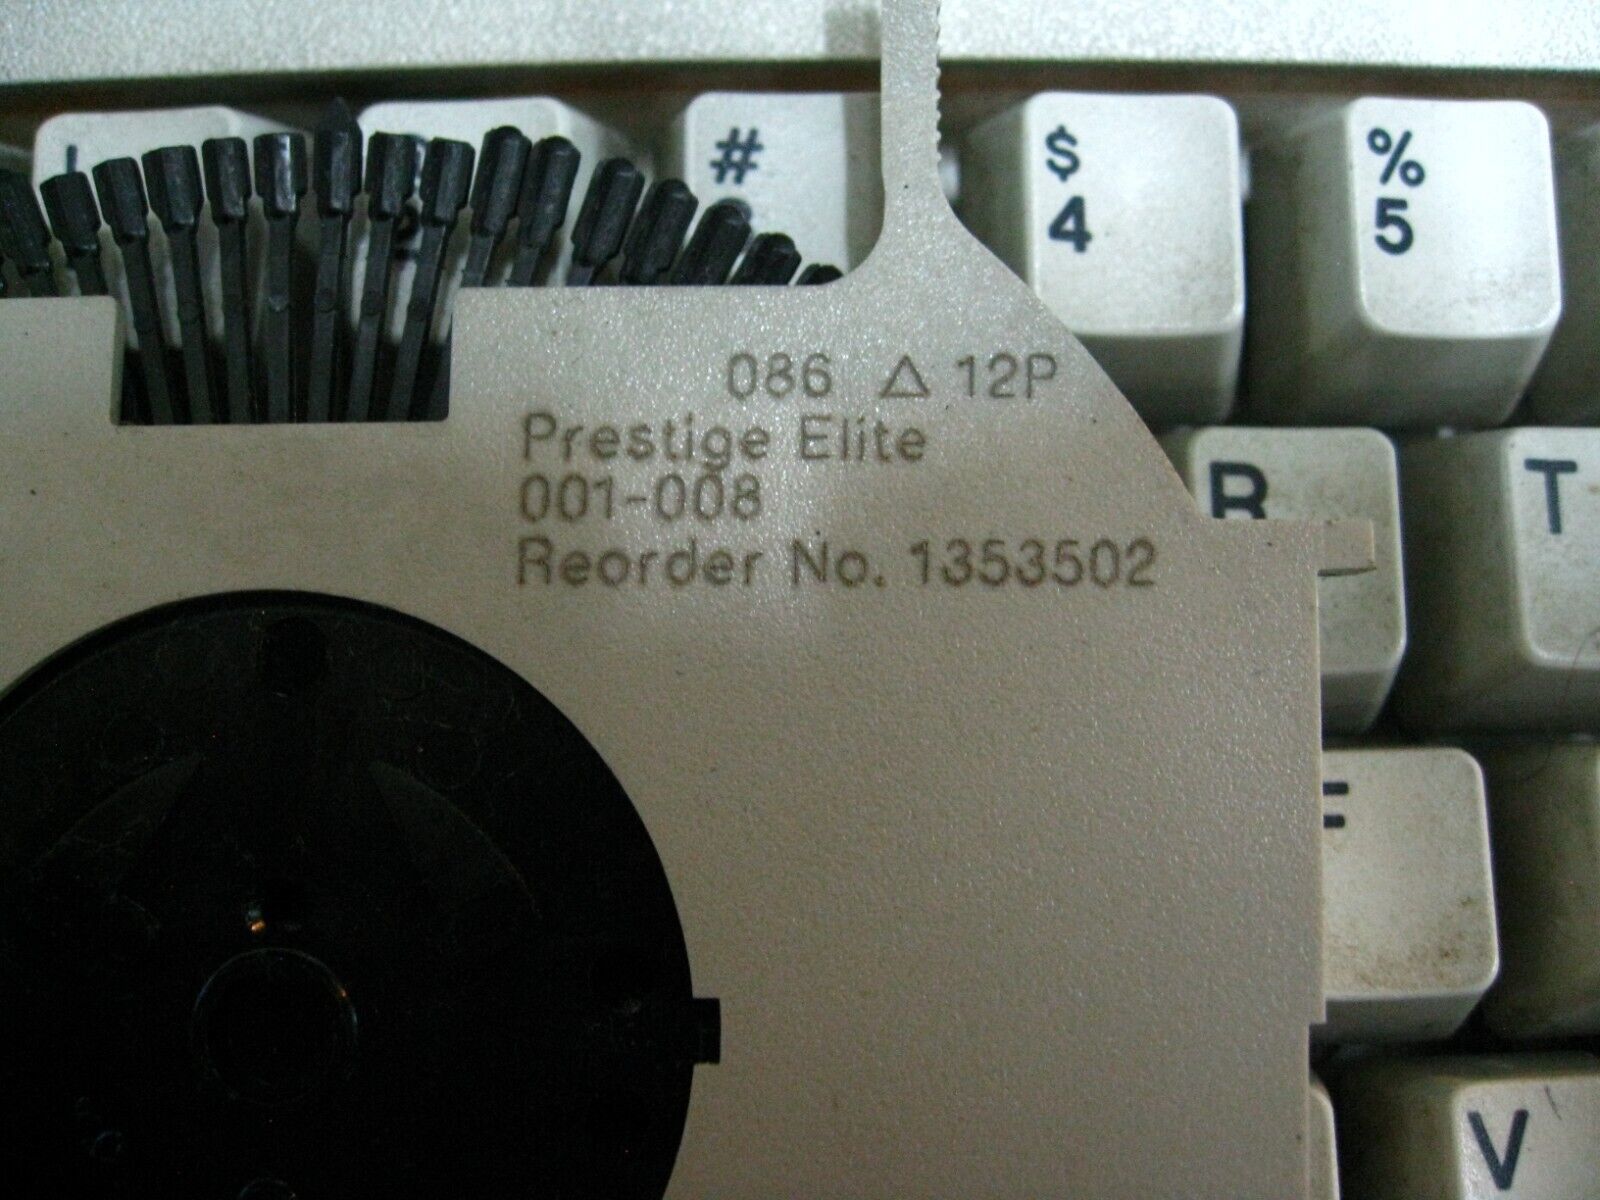 #
$
4
%
5
086 △ 12P
Prestige Elite
001-008
Reorder No. 1353502
R
T
F
V